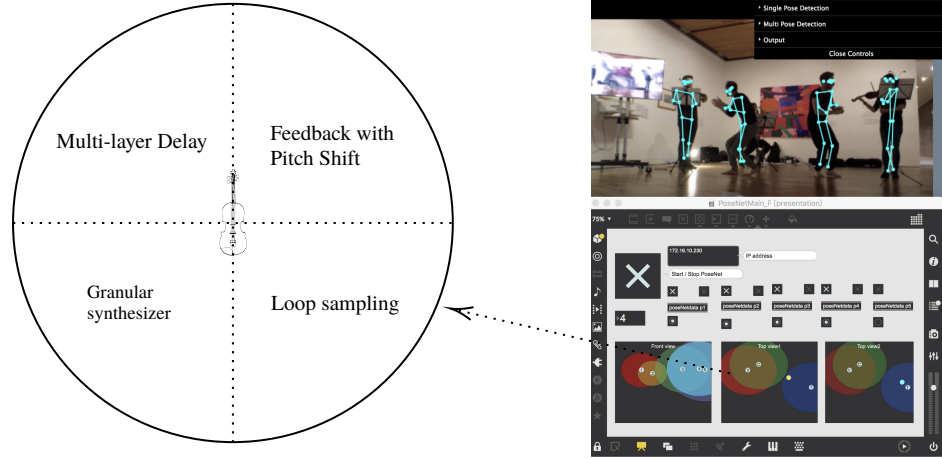 Multi-layer Delay
Feedback with
Pitch Shift
Granular
synthesizer
Loop sampling
Single Pose Detection
Multi Pose Detection
Output
Close Controls
PoseNetMain_F (presentation)
75%
172.16.10.230
IP address
Start / Stop PoseNet
poseNetdata p1
poseNetdata p2
poseNetdata p3
poseNetdata p4
poseNetdata p5
4
Front view
Top view1
Top view2